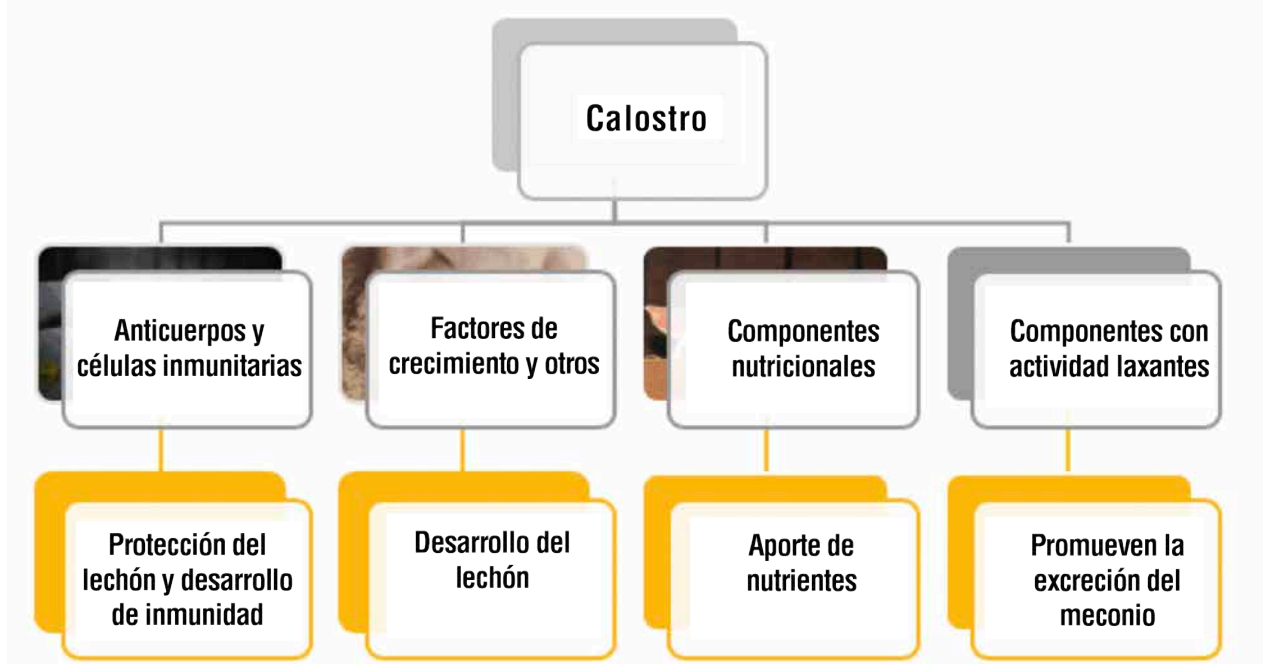 Calostro
Anticuerpos y
células inmunitarias
Factores de
crecimiento y otros
Componentes
nutricionales
Componentes con
actividad laxantes
Protección del
lechón y desarrollo
de inmunidad
Desarrollo del
lechón
Aporte de
nutrientes
Promueven la
excreción del
meconio